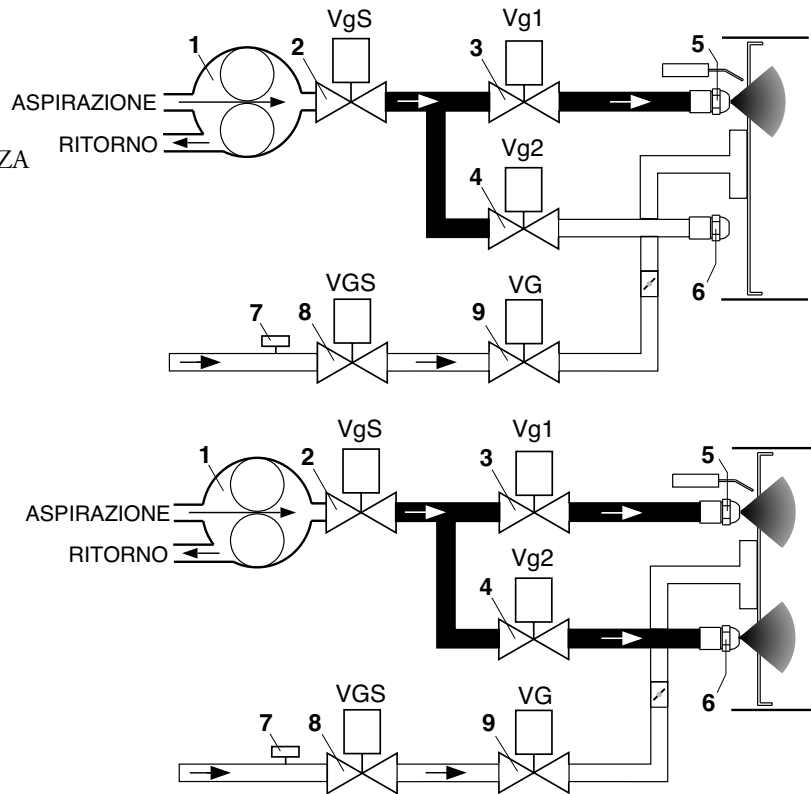 VgS Vg1
1 2 3 5
ASPIRAZIONE
RITORNO
ZA
Vg2
4
6
VGS VG
7 8 9
VgS Vg1
1 2 3 5
ASPIRAZIONE
RITORNO
Vg2
4
6
VGS VG
7 8 9